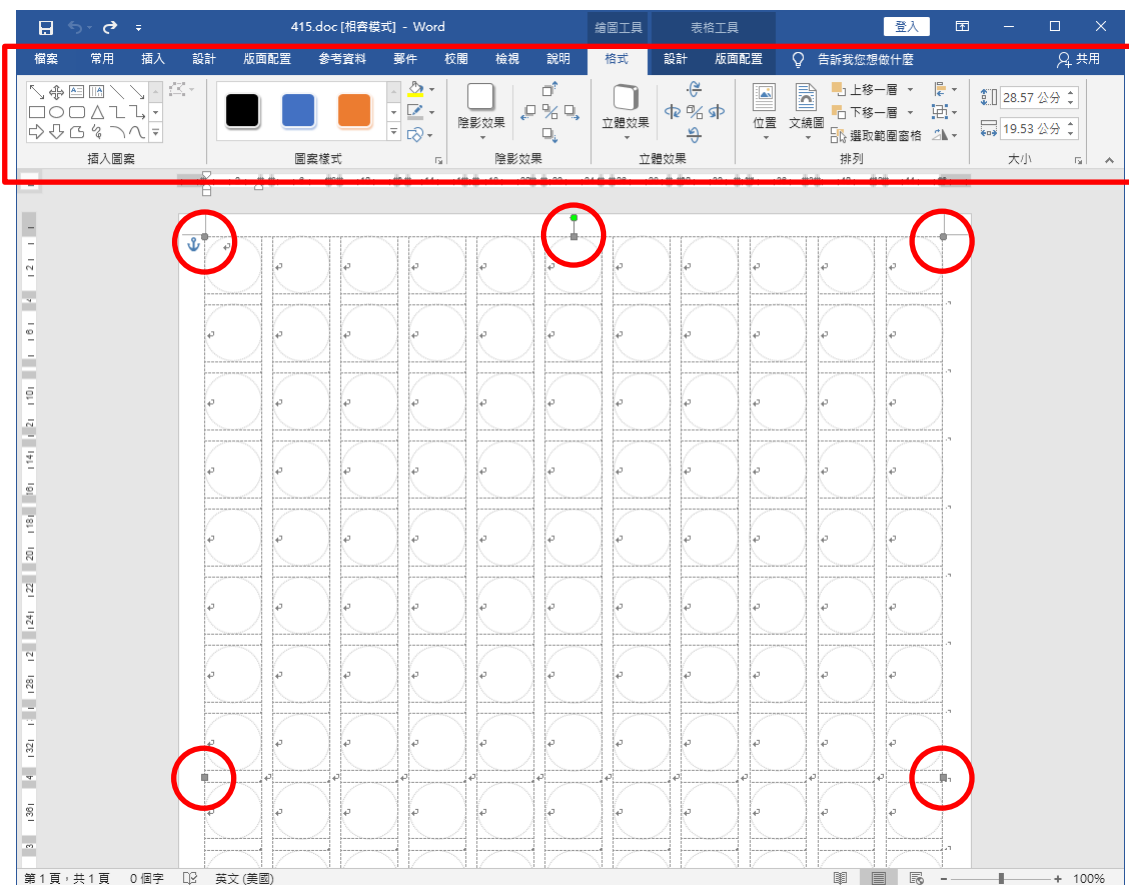 415.doc [相容模式] - Word
繪圖工具
表格工具
登入
檔案 常用 插入 設計 版面配置 參考資料 郵件 校閱 檢視 說明 格式 設計 版面配置 告訴我您想做什麼 共用
陰影效果
立體效果
位置
文繞圖
上移一層
下移一層
選取範圍窗格
28.57 公分
19.53 公分
插入圖案 圖案樣式 陰影效果 立體效果 排列 大小
第 1 頁,共 1 頁 0 個字 英文 (美國) 100%